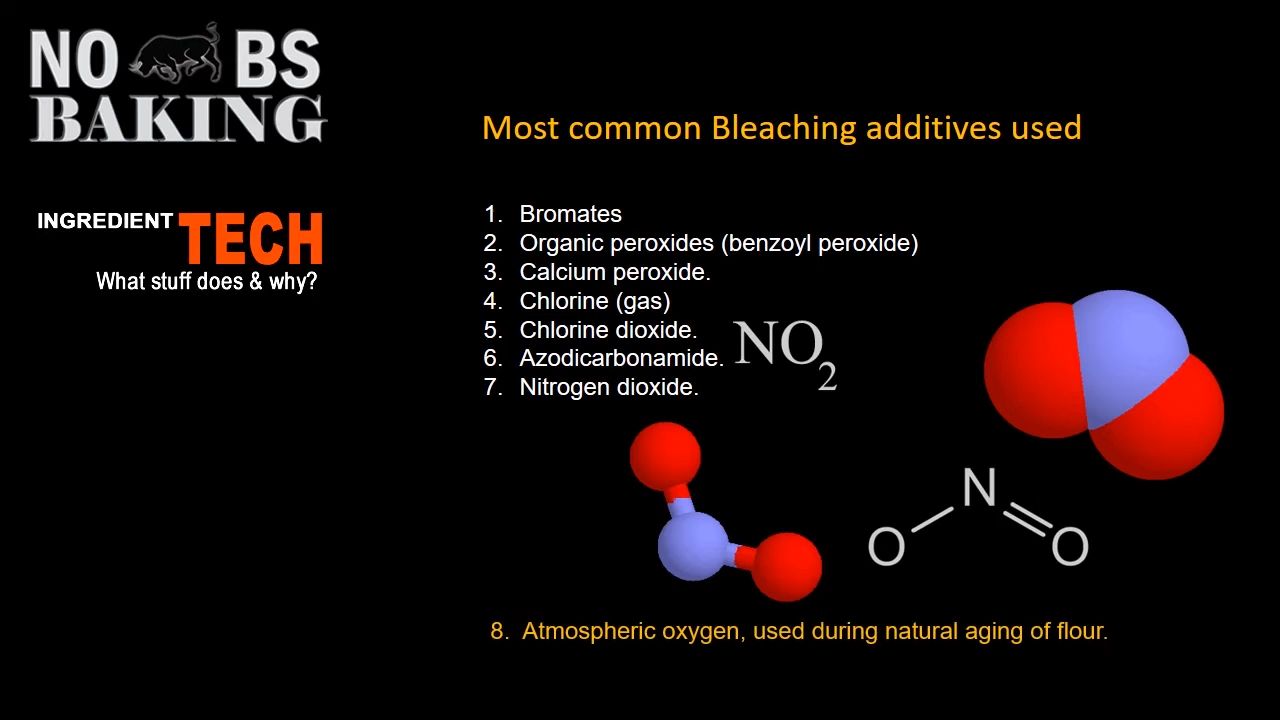 NO BS
BAKING
INGREDIENT TECH
What stuff does & why?
Most common Bleaching additives used
1. Bromates
2. Organic peroxides (benzoyl peroxide)
3. Calcium peroxide.
4. Chlorine (gas)
5. Chlorine dioxide.
6. Azodicarbonamide.
7. Nitrogen dioxide.
NO2
N
O O
8. Atmospheric oxygen, used during natural aging of flour.